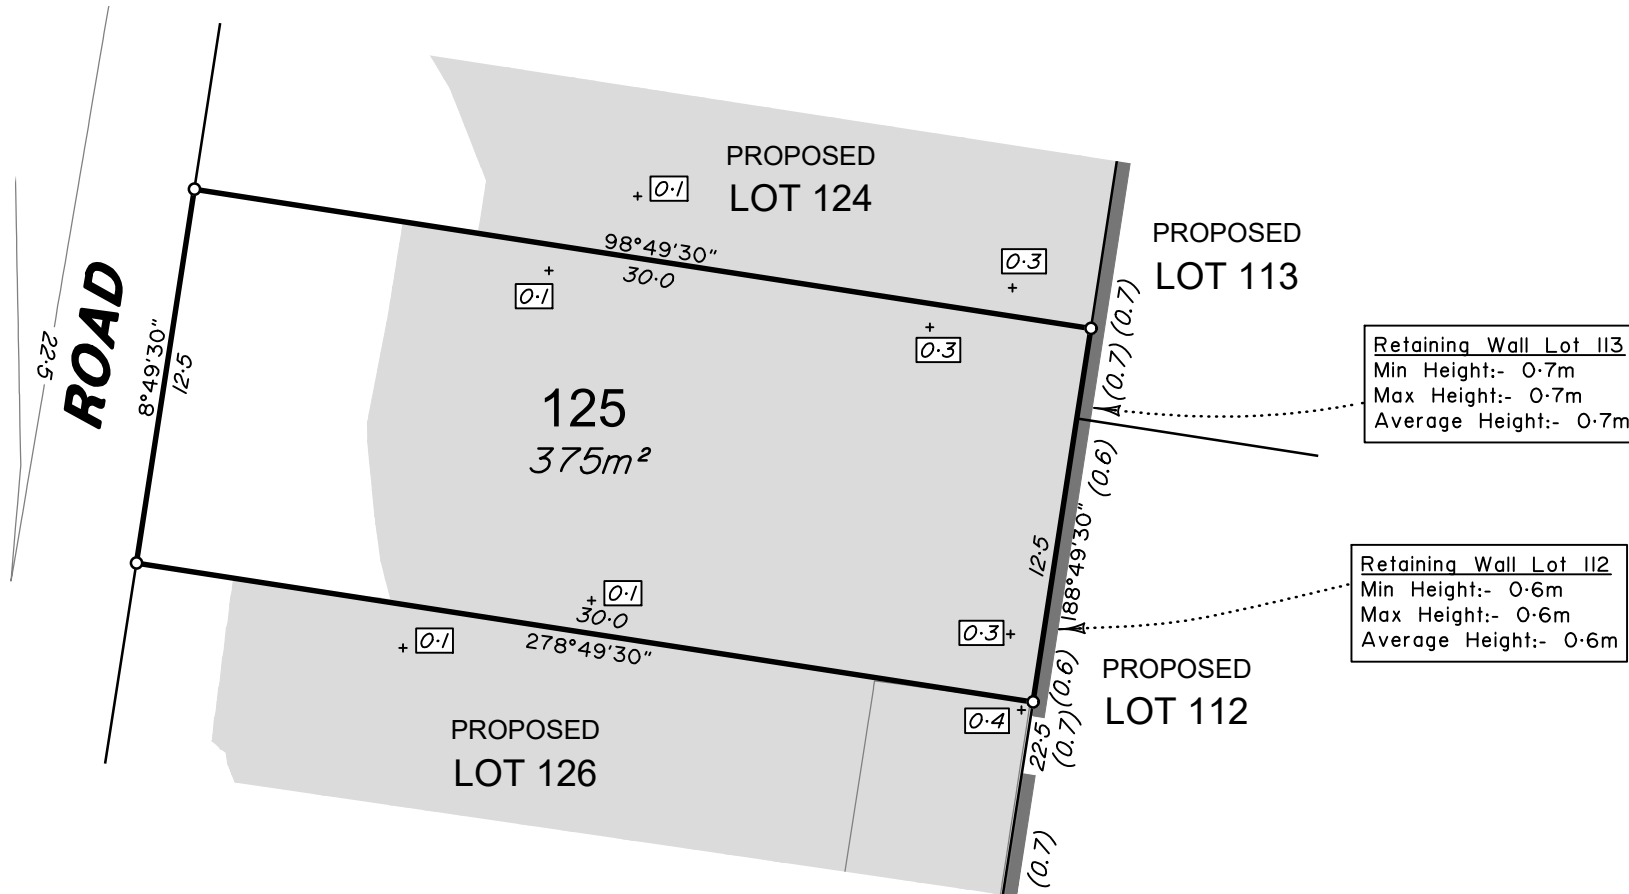 PROPOSED
LOT 124
0·1
98°49'30"
30·0
0·3
PROPOSED
LOT 113
(0.7)
0·1
0·3
(0.7)
Retaining Wall Lot 113
Min Height:- 0·7m
Max Height:- 0·7m
Average Height:- 0·7m
ROAD
22·5
8°49'30"
12·5
125
375m²
(0.6)
12·5
188°49'30"
Retaining Wall Lot 112
Min Height:- 0·6m
Max Height:- 0·6m
Average Height:- 0·6m
0·1
30·0
278°49'30"
0·1
0·3
(0.6)
PROPOSED
LOT 112
0·4
22·5
(0.7)
PROPOSED
LOT 126
(0.7)